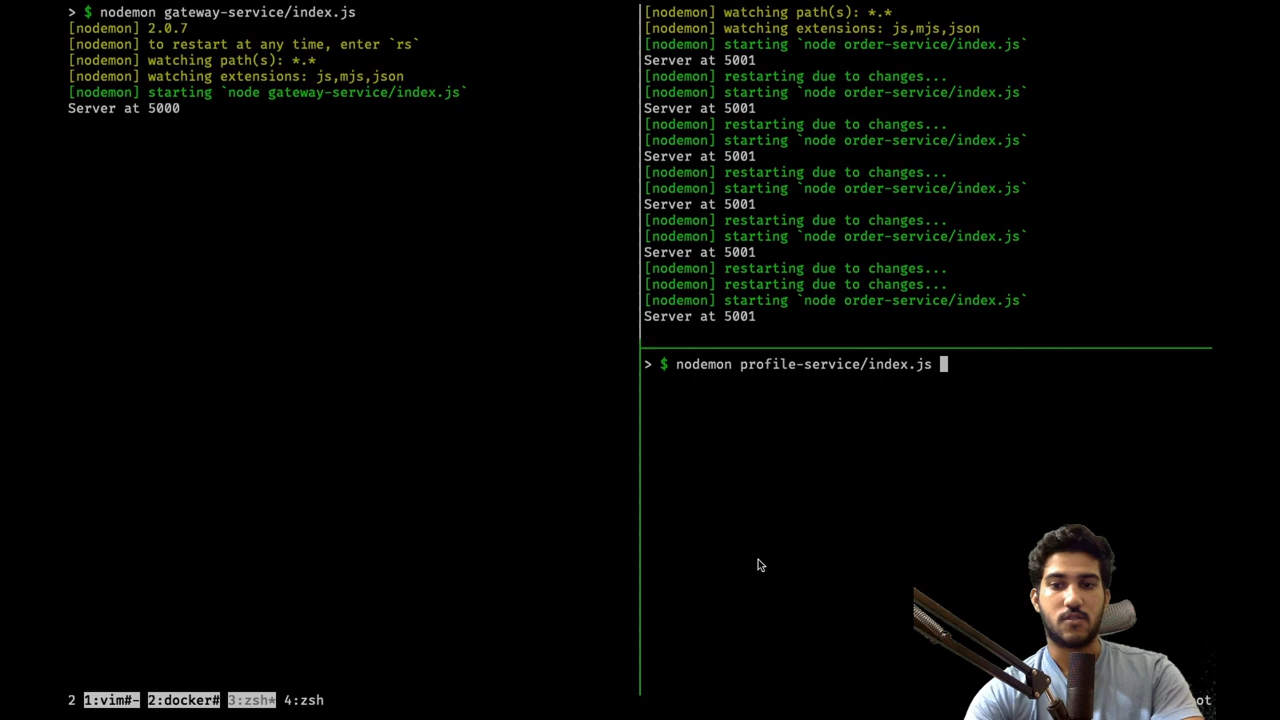 > $ nodemon gateway-service/index.js
[nodemon] 2.0.7
[nodemon] to restart at any time, enter `rs`
[nodemon] watching path(s): *.*
[nodemon] watching extensions: js,mjs,json
[nodemon] starting `node gateway-service/index.js`
Server at 5000
[nodemon] watching path(s): *.*
[nodemon] watching extensions: js,mjs,json
[nodemon] starting `node order-service/index.js`
Server at 5001
[nodemon] restarting due to changes...
[nodemon] starting `node order-service/index.js`
Server at 5001
[nodemon] restarting due to changes...
[nodemon] starting `node order-service/index.js`
Server at 5001
[nodemon] restarting due to changes...
[nodemon] starting `node order-service/index.js`
Server at 5001
[nodemon] restarting due to changes...
[nodemon] starting `node order-service/index.js`
Server at 5001
[nodemon] restarting due to changes...
[nodemon] restarting due to changes...
[nodemon] starting `node order-service/index.js`
Server at 5001
> $ nodemon profile-service/index.js
2 1:vim#- 2:docker# 3:zsh* 4:zsh